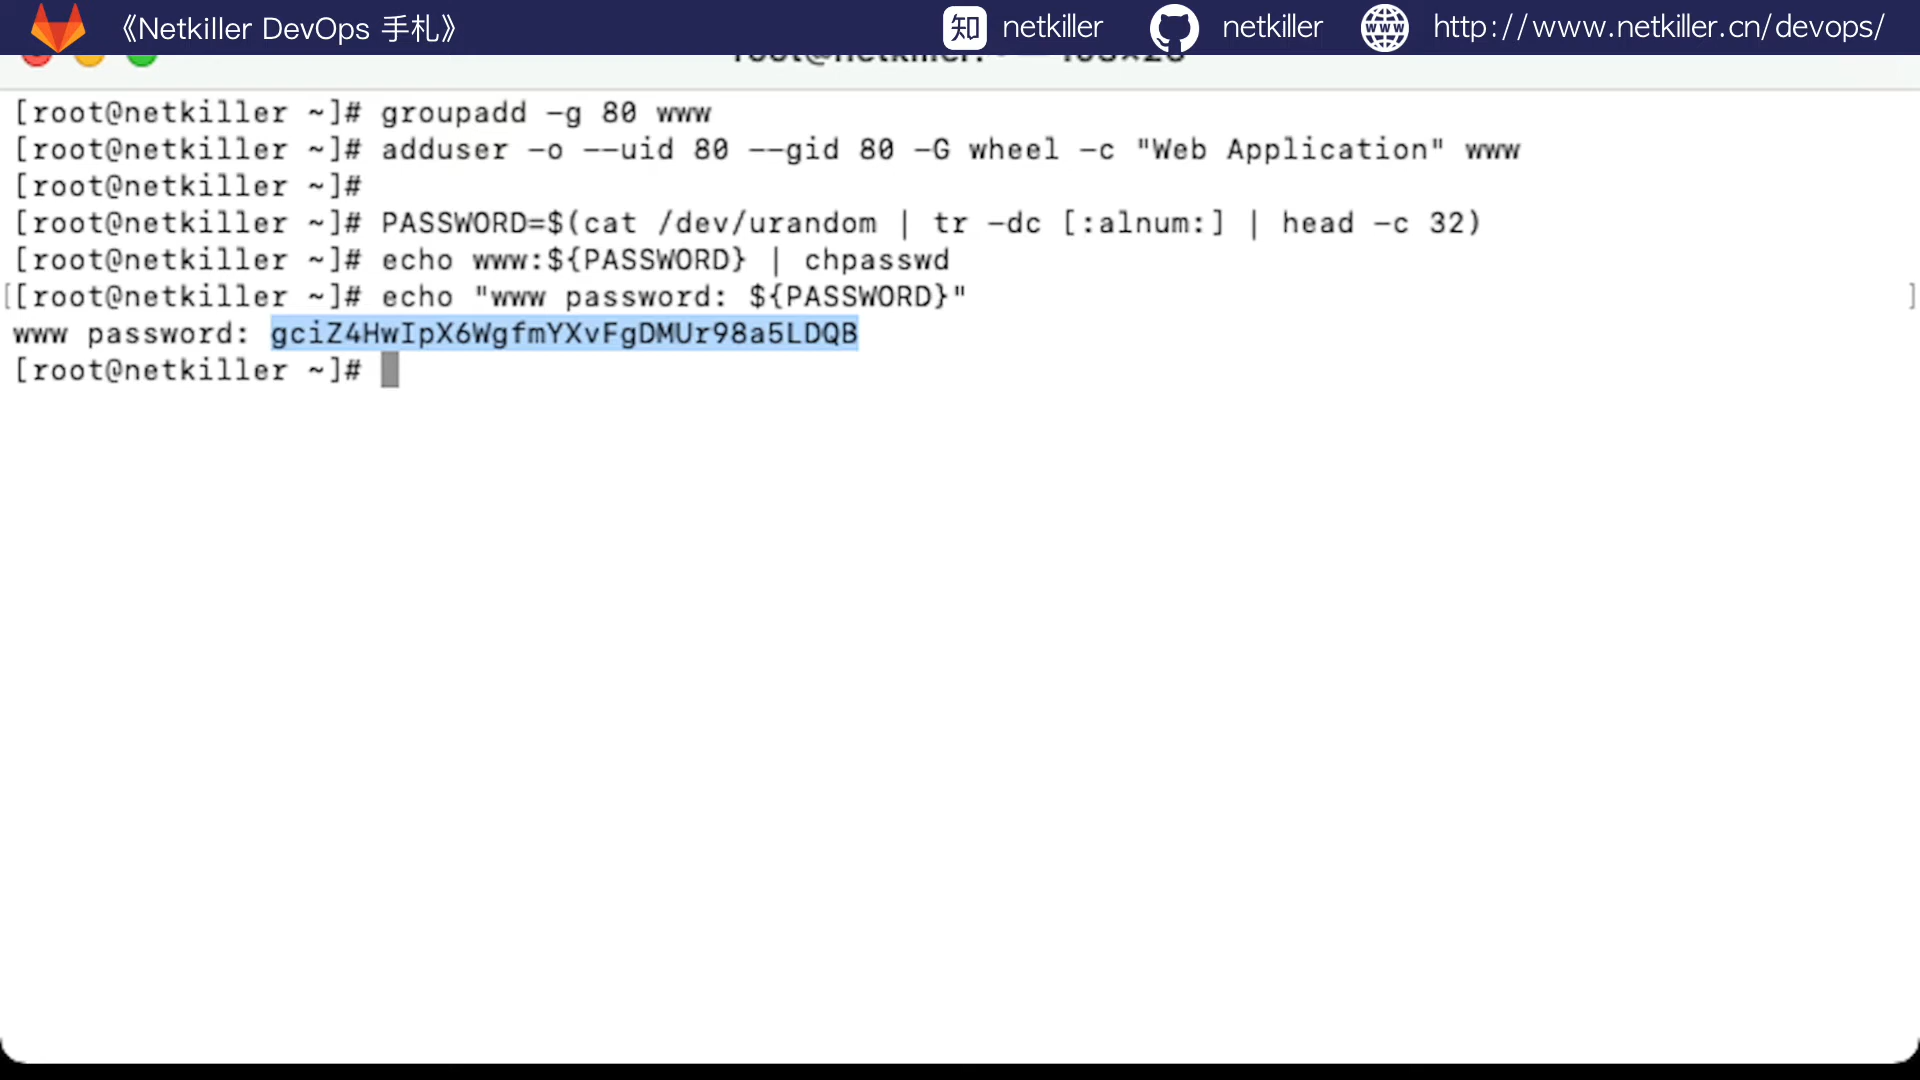 《Netkiller DevOps 手札》 知 netkiller netkiller www http://www.netkiller.cn/devops/
[root@netkiller ~]# groupadd -g 80 www
[root@netkiller ~]# adduser -o --uid 80 --gid 80 -G wheel -c "Web Application" www
[root@netkiller ~]#
[root@netkiller ~]# PASSWORD=$(cat /dev/urandom | tr -dc [:alnum:] | head -c 32)
[root@netkiller ~]# echo www:${PASSWORD} | chpasswd
[[root@netkiller ~]# echo "www password: ${PASSWORD}" ]
www password: gciZ4HwIpX6WgfmYXvFgDMUr98a5LDQB
[root@netkiller ~]#